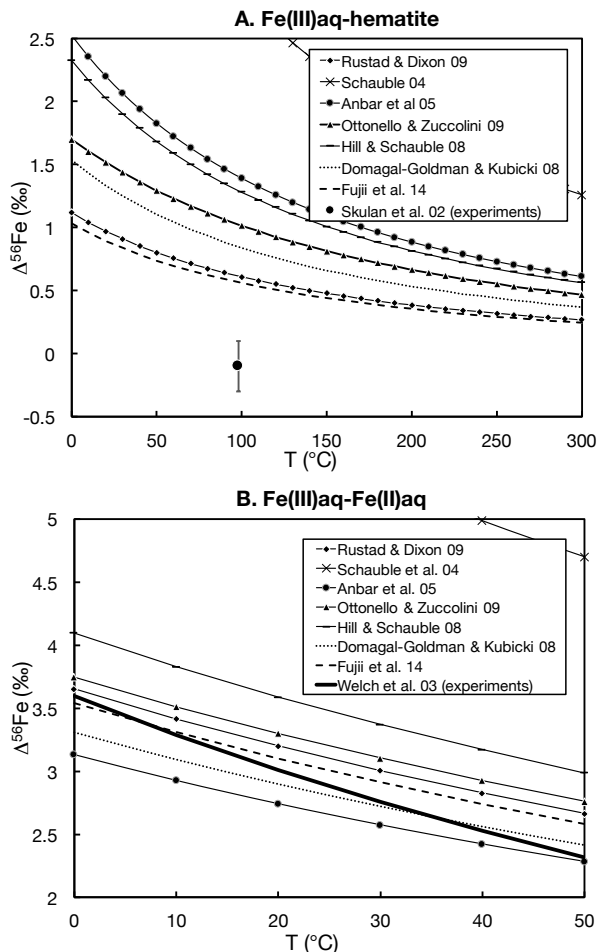 A. Fe(III)aq-hematite
2.5
2
1.5
1
0.5
0
-0.5
Δ⁵⁶Fe (‰)
Rustad & Dixon 09
Schauble 04
Anbar et al 05
Ottonello & Zuccolini 09
Hill & Schauble 08
Domagal-Goldman & Kubicki 08
Fujii et al. 14
Skulan et al. 02 (experiments)
0 50 100 150 200 250 300
T (°C)
B. Fe(III)aq-Fe(II)aq
5
4.5
4
3.5
3
2.5
2
Δ⁵⁶Fe (‰)
Rustad & Dixon 09
Schauble et al. 04
Anbar et al. 05
Ottonello & Zuccolini 09
Hill & Schauble 08
Domagal-Goldman & Kubicki 08
Fujii et al. 14
Welch et al. 03 (experiments)
0 10 20 30 40 50
T (°C)